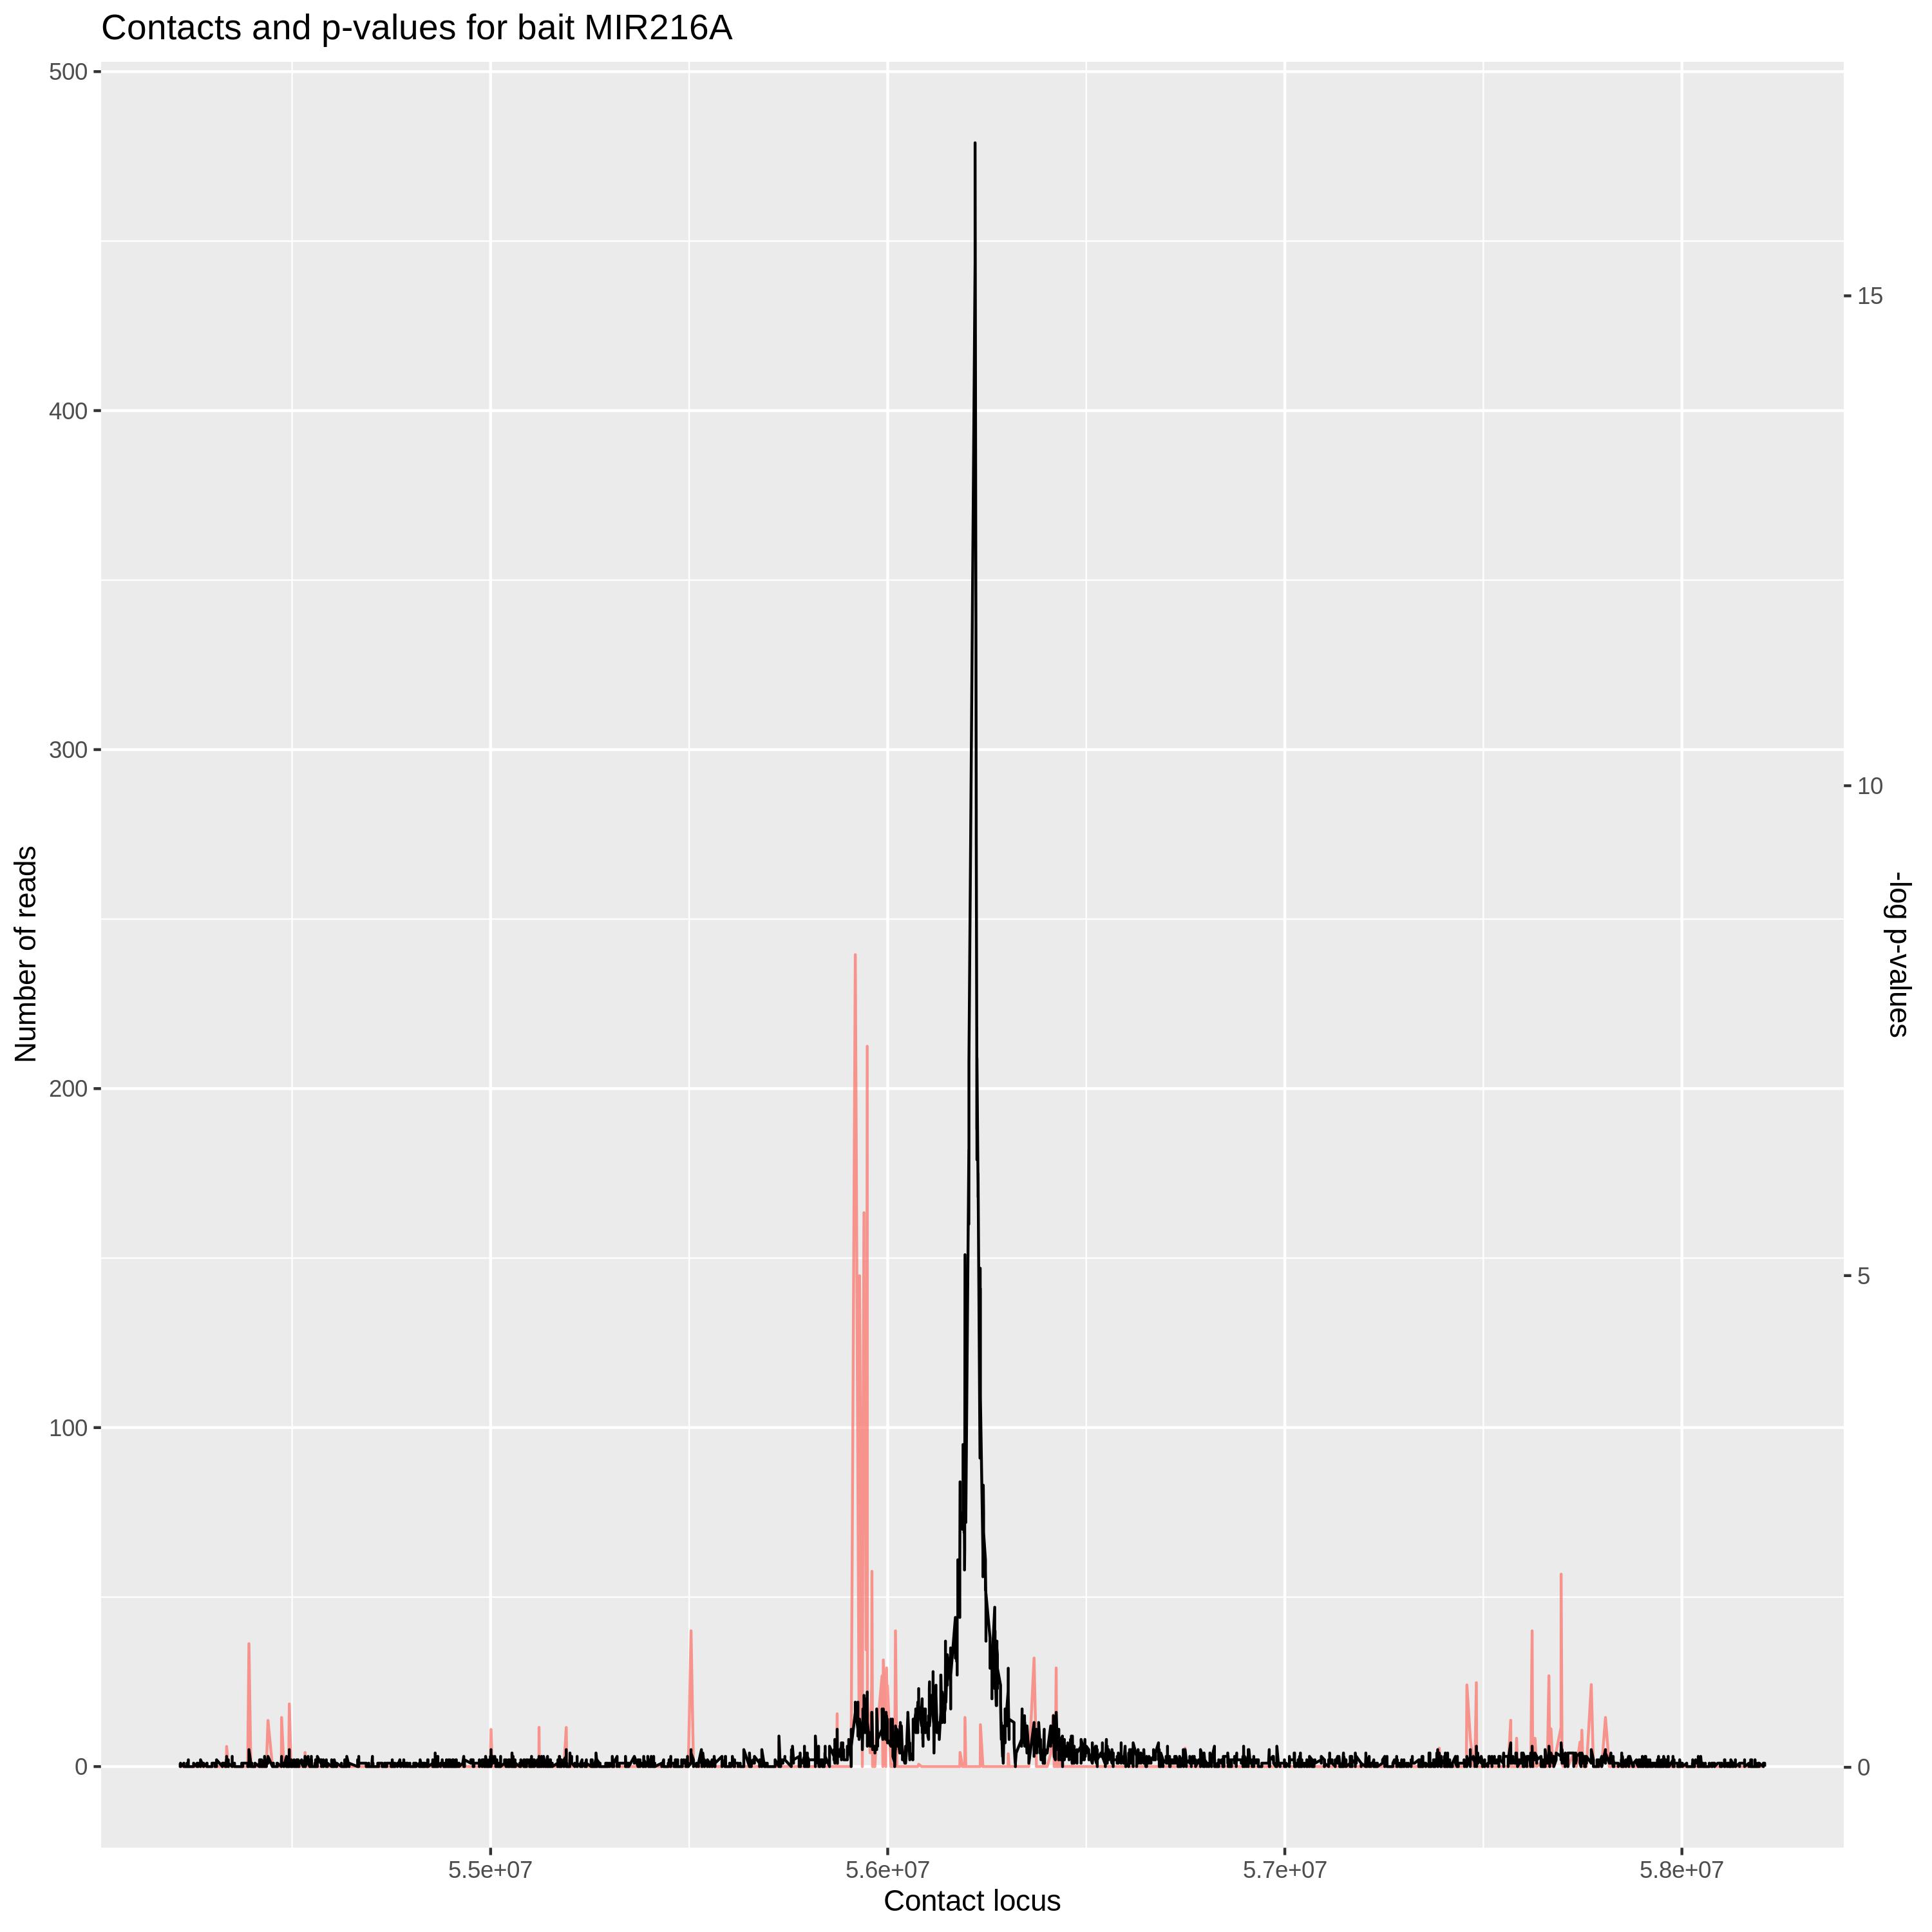 Contacts and p-values for bait MIR216A
500
400
300
200
100
0
Number of reads
15
10
5
0
-log p-values
5.5e+07
5.6e+07
5.7e+07
5.8e+07
Contact locus